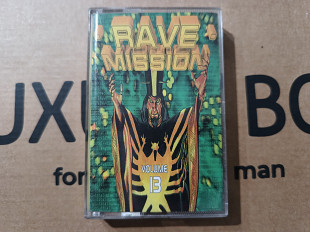 RAVE
MISSION
UXU BO
for man
VOLUME
13